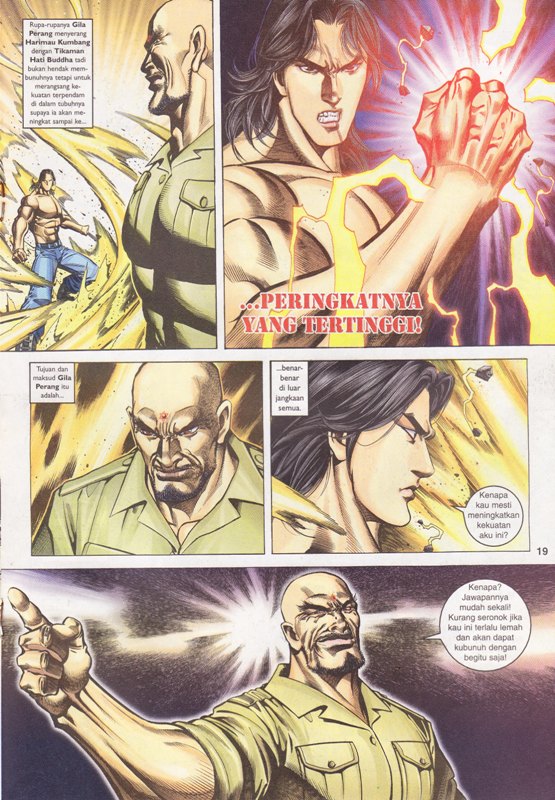 Rupa-rupanya Gila
Perang menyerang
Harimau Kumbang
dengan Tikaman
Hati Buddha tadi
bukan hendak mem-
bunuhnya tetapi untuk
merangsang ke-
kuatan terpendam
di dalam tubuhnya
supaya ia akan me-
ningkat sampai ke...
...PERINGKATNYA
YANG TERTINGGI!
Tujuan dan
maksud Gila
Perang itu
adalah...
...benar-
benar di
luar
jangkaan
semua.
Kenapa
kau mesti
meningkatkan
kekuatan
aku ini?
19
Kenapa?
Jawapannya
mudah sekali!
Kurang seronok jika
kau ini terlalu lemah
dan akan dapat
kubunuh dengan
begitu saja!